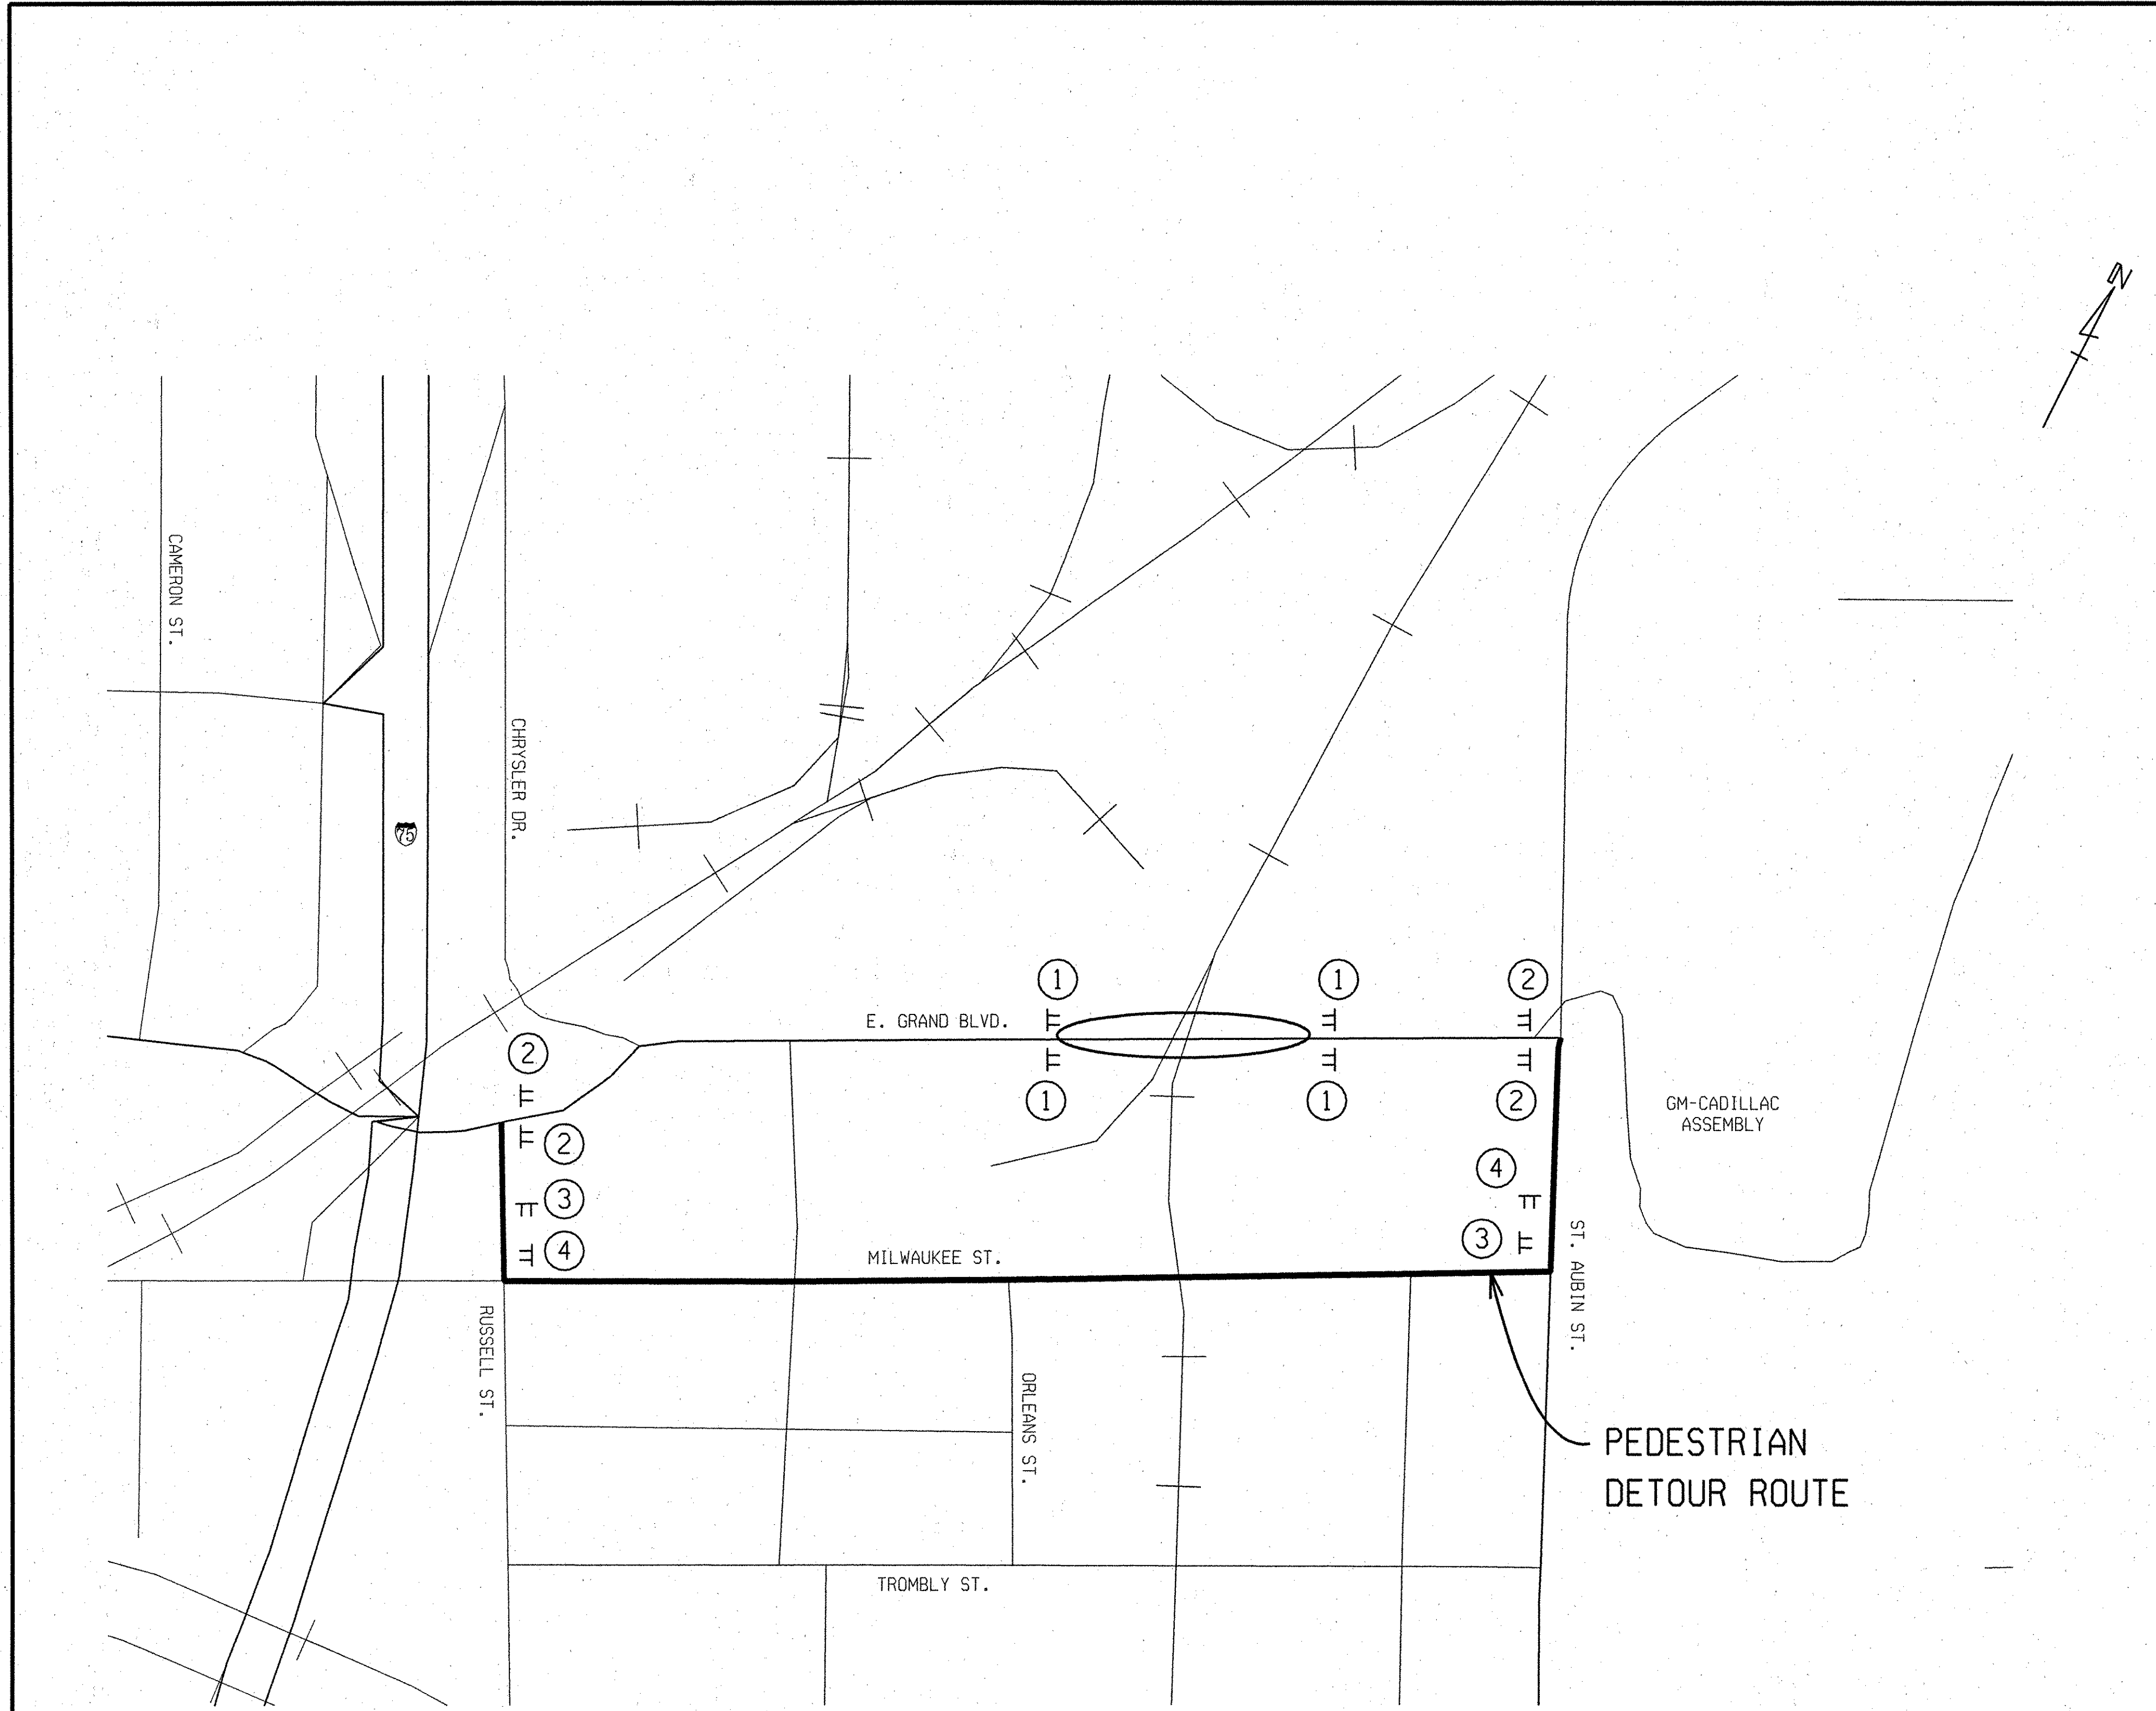 N
CAMERON ST.
CHRYSLER DR.
75
1
1
2
E. GRAND BLVD.
2
1
1
2
GM-CADILLAC
ASSEMBLY
2
4
3
3
4
MILWAUKEE ST.
ST. AUBIN ST.
RUSSELL ST.
ORLEANS ST.
PEDESTRIAN
DETOUR ROUTE
TROMBLY ST.